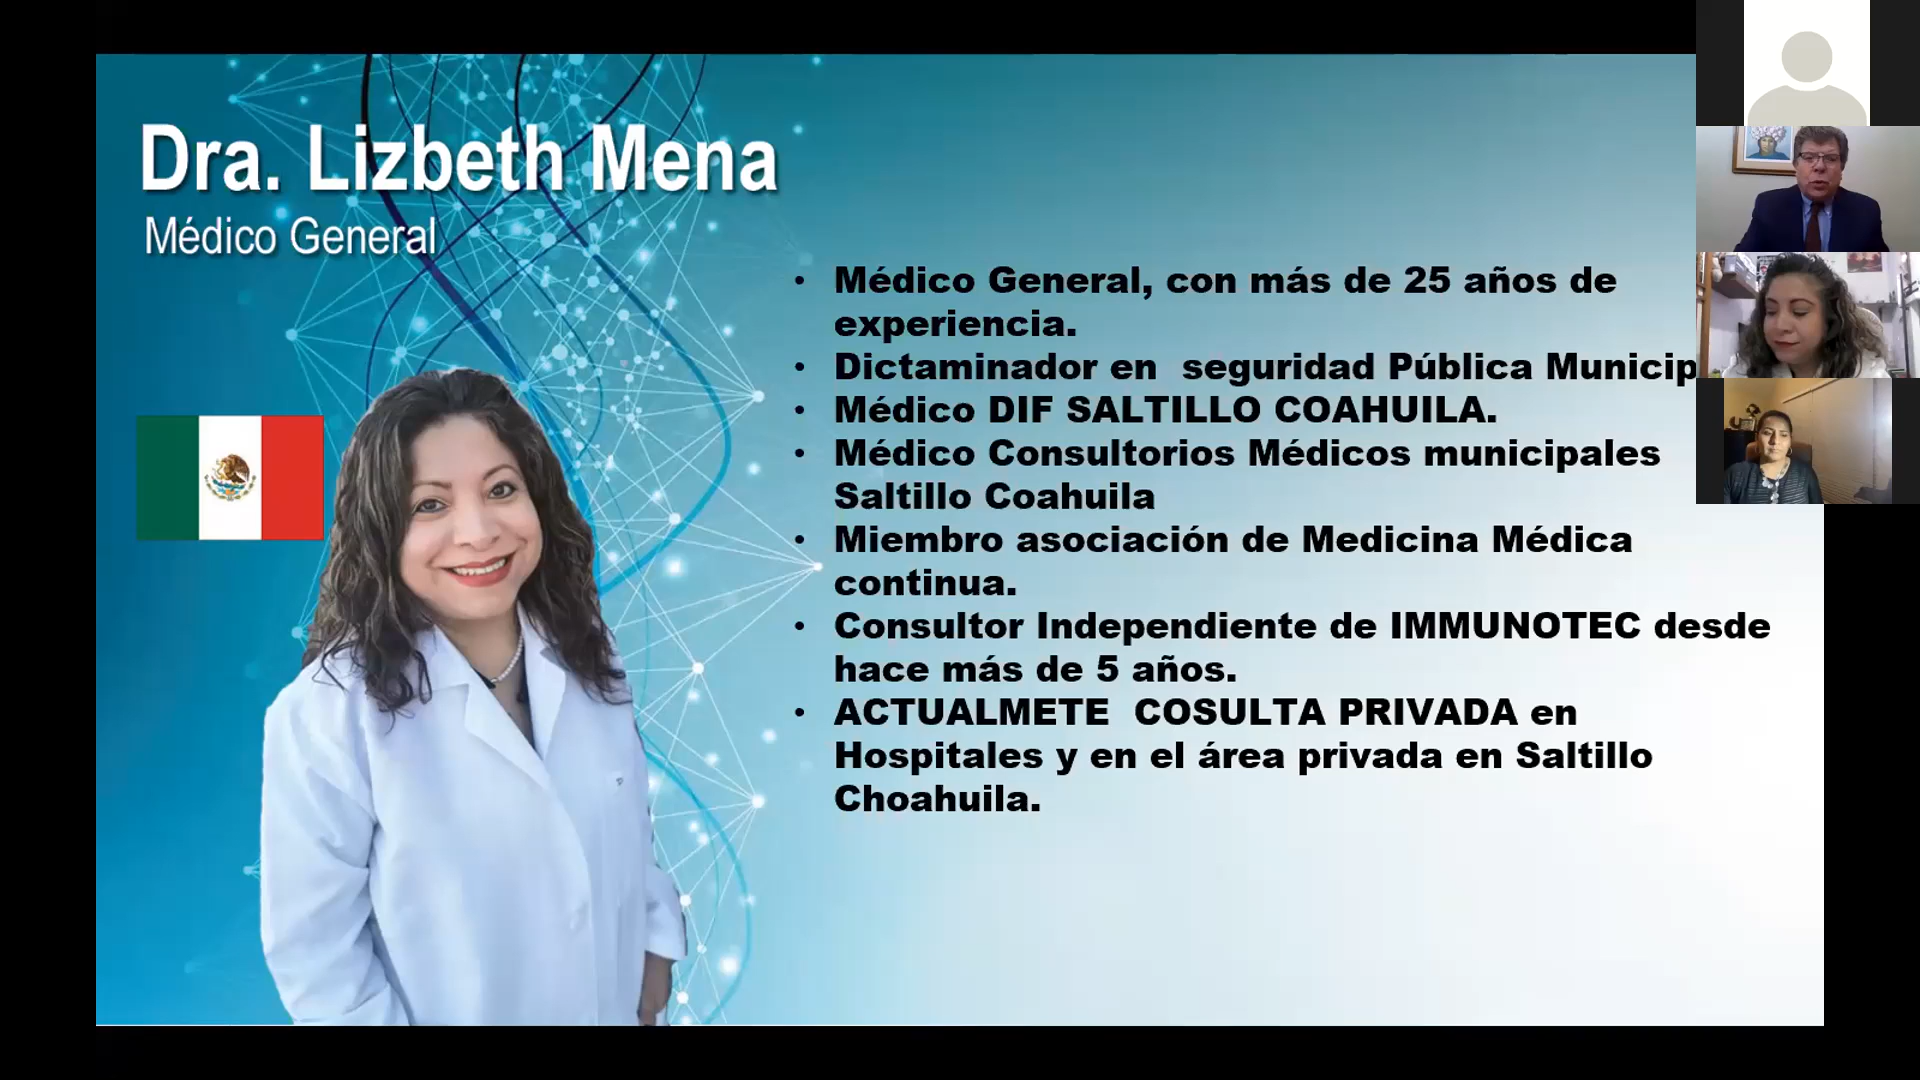 Dra. Lizbeth Mena
Médico General
• Médico General, con más de 25 años de
experiencia.
• Dictaminador en  seguridad Pública Municip
• Médico DIF SALTILLO COAHUILA.
• Médico Consultorios Médicos municipales
Saltillo Coahuila
• Miembro asociación de Medicina Médica
continua.
• Consultor Independiente de IMMUNOTEC desde
hace más de 5 años.
• ACTUALMETE  COSULTA PRIVADA en
Hospitales y en el área privada en Saltillo
Choahuila.